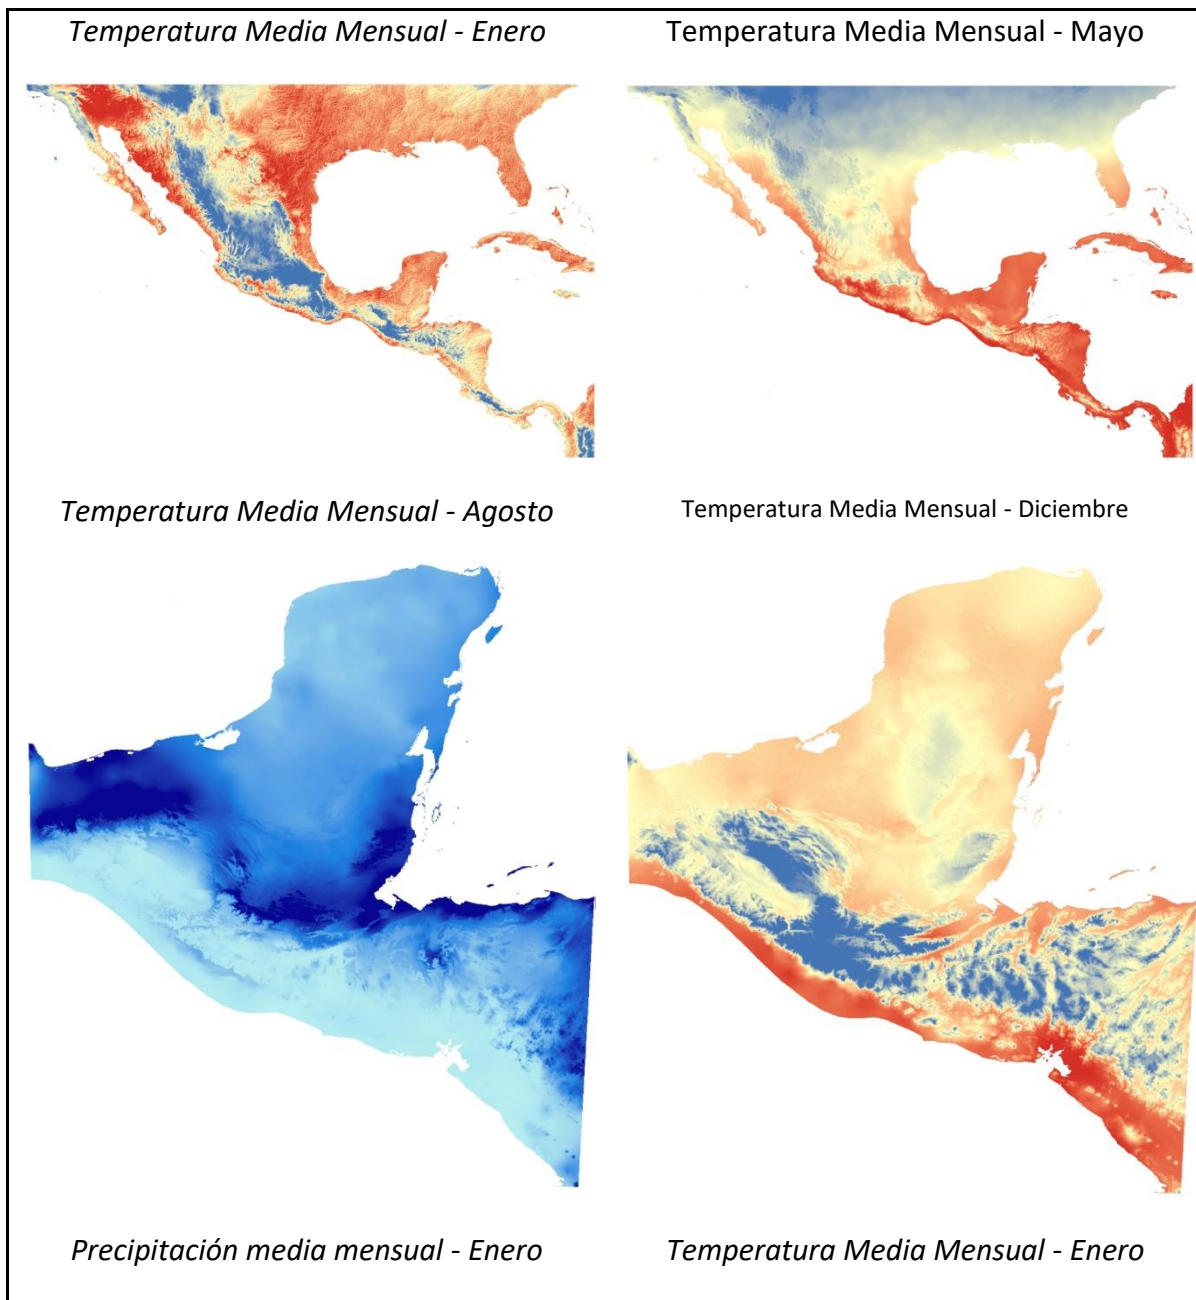 Temperatura Media Mensual - Enero
Temperatura Media Mensual - Mayo
Temperatura Media Mensual - Agosto
Temperatura Media Mensual - Diciembre
Precipitación media mensual - Enero
Temperatura Media Mensual - Enero